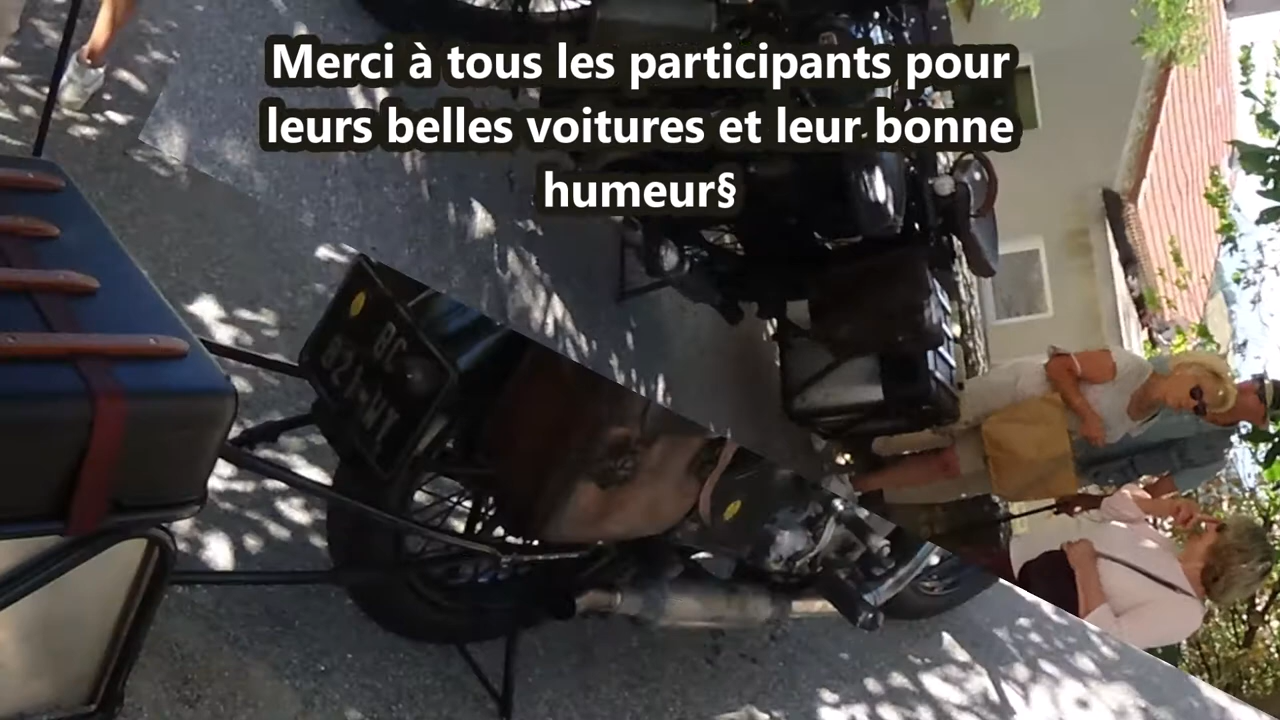 Merci à tous les participants pour
leurs belles voitures et leur bonne
humeur§